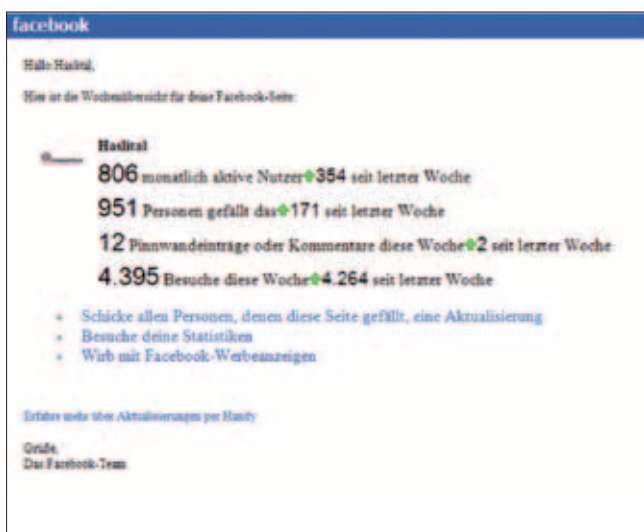 facebook
Hallo Haslital,
Hier ist die Wochenübersicht für deine Facebook-Seite:
Haslital
806 monatlich aktive Nutzer 354 seit letzter Woche
951 Personen gefällt das 171 seit letzter Woche
12 Pinnwandeinträge oder Kommentare diese Woche 2 seit letzter Woche
4.395 Besuche diese Woche 4.264 seit letzter Woche
Schicke allen Personen, denen diese Seite gefällt, eine Aktualisierung
Besuche deine Statistiken
Wirb mit Facebook-Werbeanzeigen
Erfahre mehr über Aktualisierungen per Handy
Grüße,
Das Facebook-Team